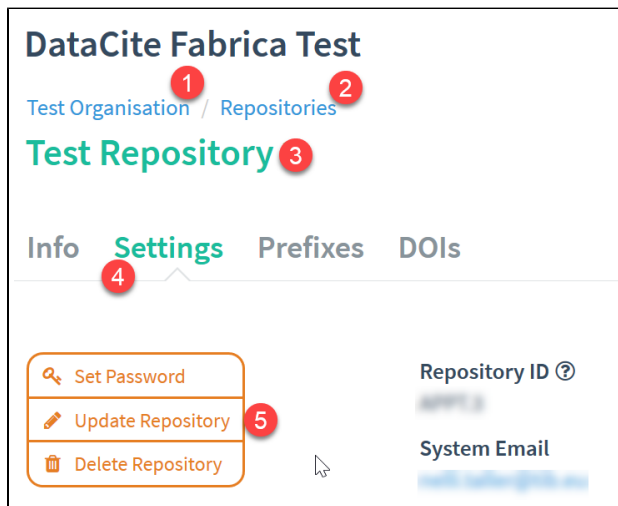 DataCite Fabrica Test
1 2
Test Organisation / Repositories
Test Repository 3
Info Settings Prefixes DOIs
4
Set Password
Update Repository 5
Delete Repository
Repository ID ?
System Email